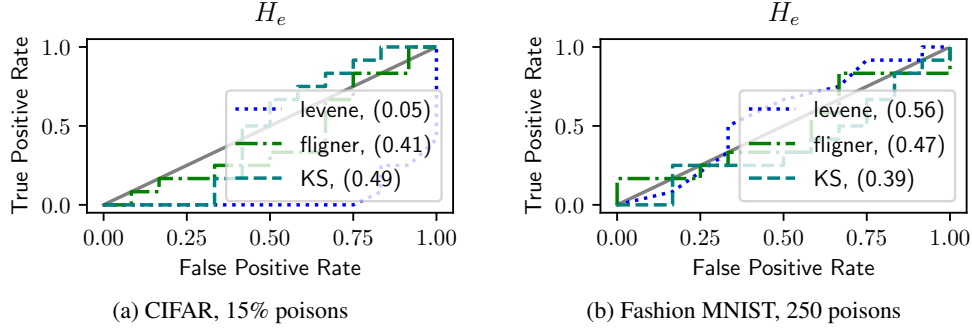 H_e
True Positive Rate
1.0
0.5
0.0
levene, (0.05)
fligner, (0.41)
KS, (0.49)
0.00 0.25 0.50 0.75 1.00
False Positive Rate
(a) CIFAR, 15% poisons
H_e
True Positive Rate
1.0
0.5
0.0
levene, (0.56)
fligner, (0.47)
KS, (0.39)
0.00 0.25 0.50 0.75 1.00
False Positive Rate
(b) Fashion MNIST, 250 poisons